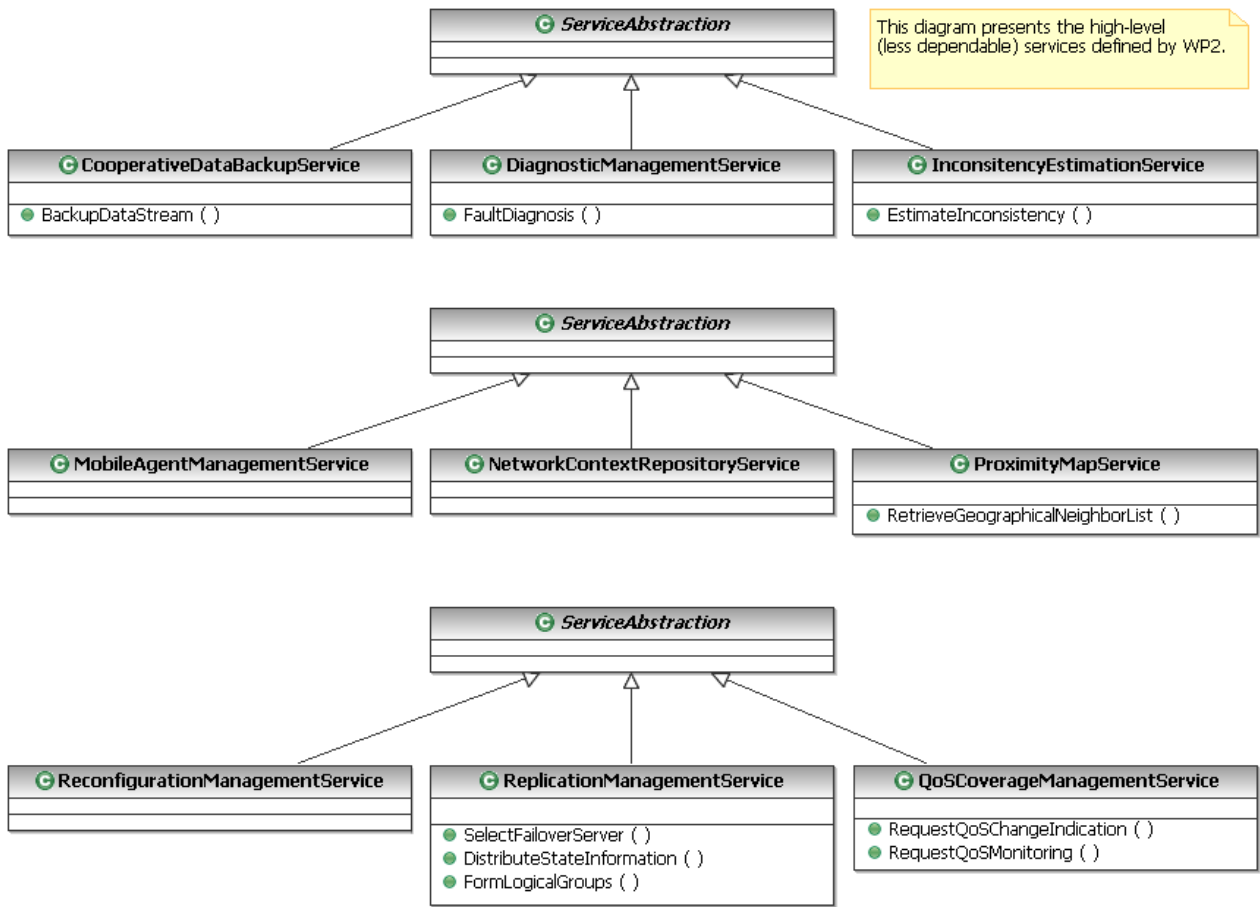 ServiceAbstraction
This diagram presents the high-level
(less dependable) services defined by WP2.
CooperativeDataBackupService
BackupDataStream ( )
DiagnosticManagementService
FaultDiagnosis ( )
InconsitencyEstimationService
EstimateInconsistency ( )
ServiceAbstraction
MobileAgentManagementService
NetworkContextRepositoryService
ProximityMapService
RetrieveGeographicalNeighborList ( )
ServiceAbstraction
ReconfigurationManagementService
ReplicationManagementService
SelectFailoverServer ( )
DistributeStateInformation ( )
FormLogicalGroups ( )
QoSCoverageManagementService
RequestQoSChangeIndication ( )
RequestQoSMonitoring ( )